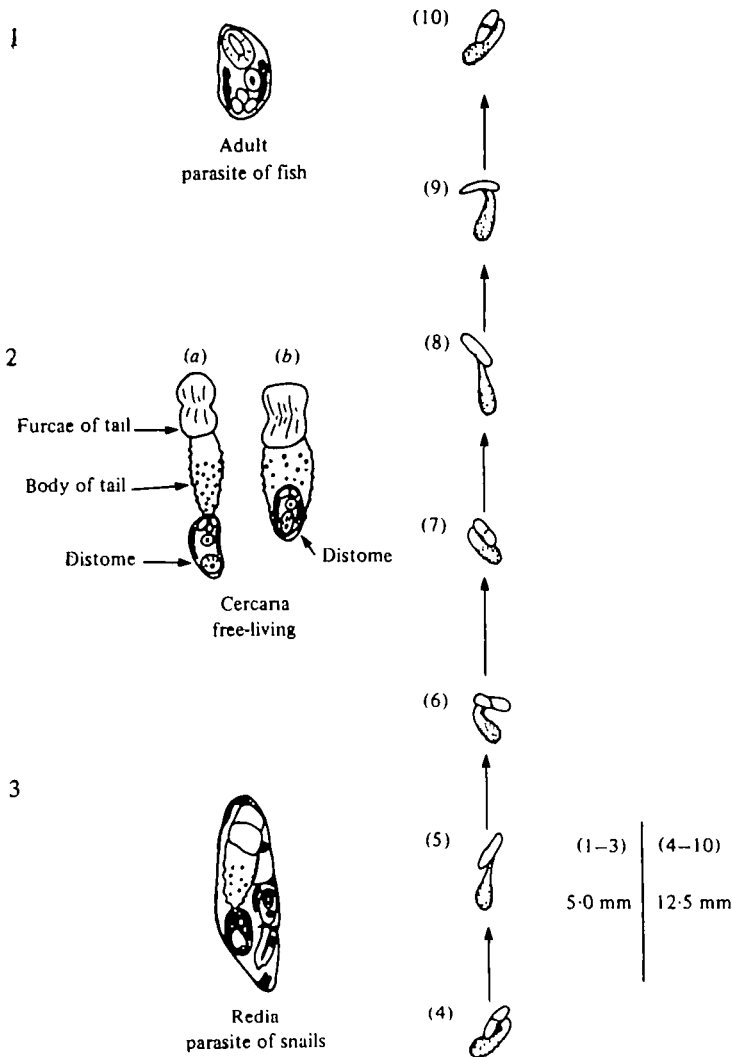 1
Adult
parasite of fish
2
(a)
(b)
Furcae of tail
Body of tail
Distome
Distome
Cercaria
free-living
3
Redia
parasite of snails
(10)
(9)
(8)
(7)
(6)
(5)
(4)
(1–3)
(4–10)
5·0 mm
12·5 mm